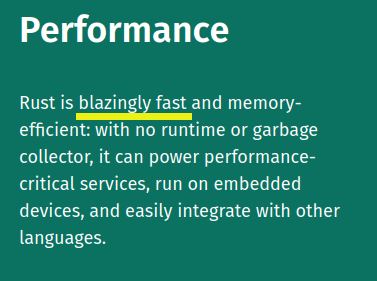 Performance
Rust is blazingly fast and memory-
efficient: with no runtime or garbage
collector, it can power performance-
critical services, run on embedded
devices, and easily integrate with other
languages.